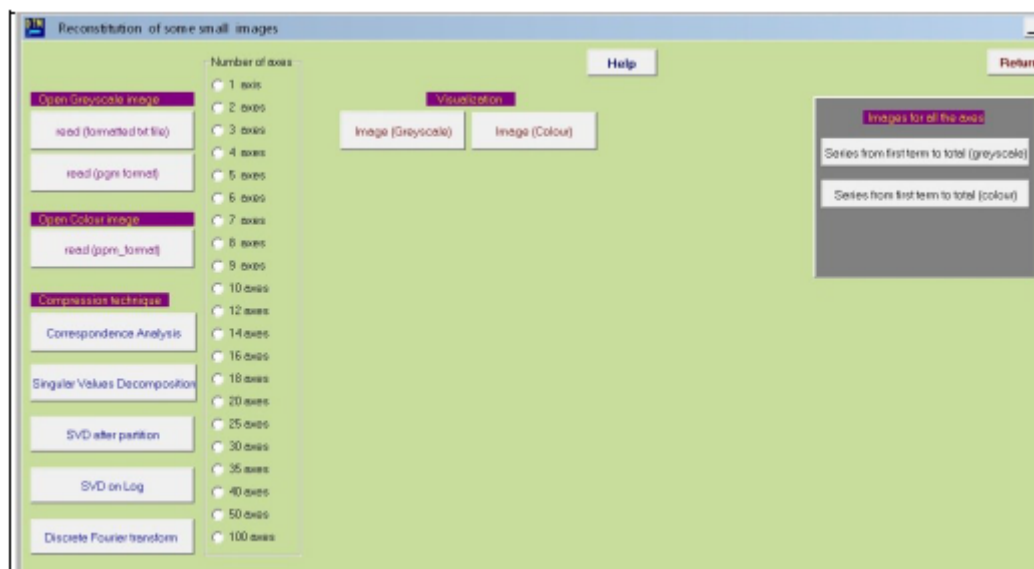 Reconstitution of some small images
Help
Return
Open Greyscale image
read (formatted txt file)
read (pgm format)
Open Colour image
read (ppm_format)
Compression technique
Correspondence Analysis
Singuler Values Decomposition
SVD after partition
SVD on Log
Discrete Fourier transform
Number of axes
1 axis
2 axes
3 axes
4 axes
5 axes
6 axes
7 axes
8 axes
9 axes
10 axes
12 axes
14 axes
16 axes
18 axes
20 axes
25 axes
30 axes
35 axes
40 axes
50 axes
100 axes
Visualization
Image (Greyscale)
Image (Colour)
Images for all the axes
Series from first term to total (greyscale)
Series from first term to total (colour)